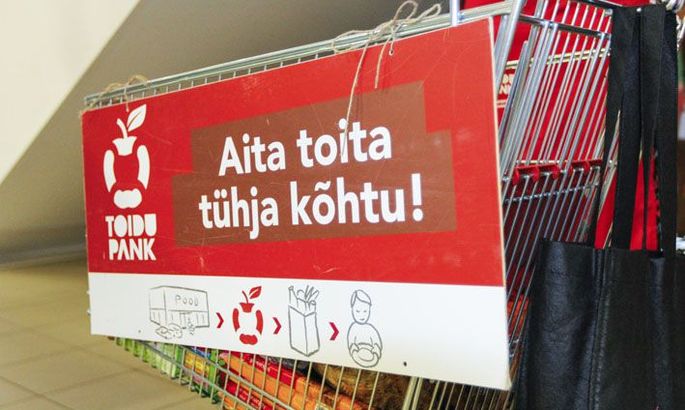 Aita toita
tühja kõhtu!
TOIDU
PANK
POOD